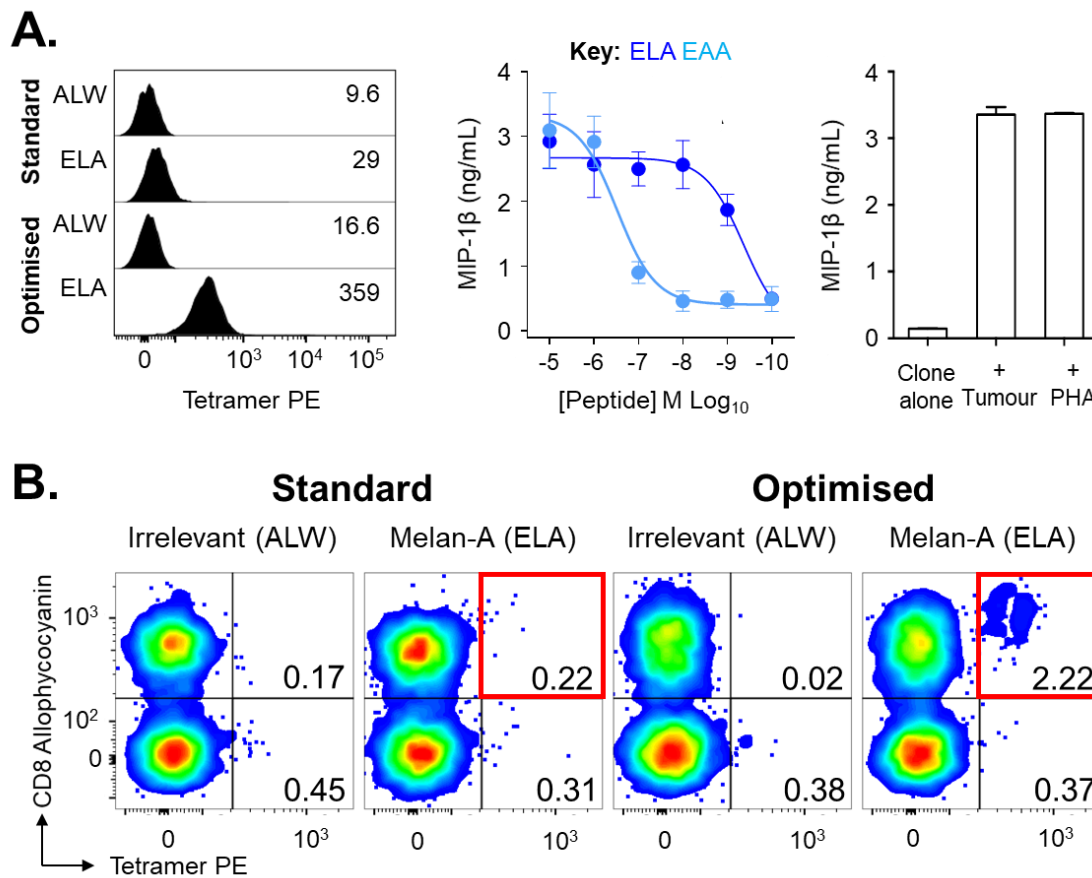 A.
Standard
Optimised
ALW 9.6
ELA 29
ALW 16.6
ELA 359
0 10³ 10⁴ 10⁵
Tetramer PE
Key: ELA EAA
MIP-1β (ng/mL)
4
3
2
1
0
-5 -6 -7 -8 -9 -10
[Peptide] M Log₁₀
MIP-1β (ng/mL)
4
3
2
1
0
Clone alone
+ Tumour
+ PHA
B.
Standard Optimised
Irrelevant (ALW) Melan-A (ELA) Irrelevant (ALW) Melan-A (ELA)
CD8 Allophycocyanin
10³
0.17 0.22 0.02 2.22
10²
0
0.45 0.31 0.38 0.37
0 10³ 0 10³ 0 10³ 0 10³
Tetramer PE